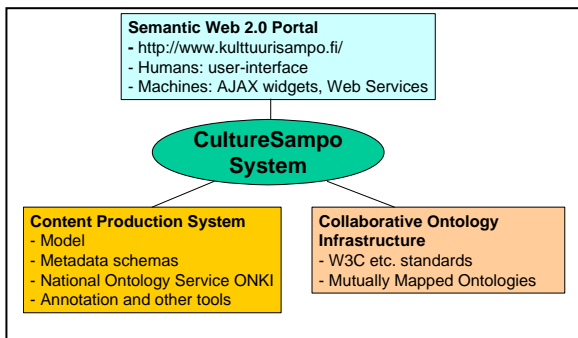 Semantic Web 2.0 Portal
- http://www.kulttuurisampo.fi/
- Humans: user-interface
- Machines: AJAX widgets, Web Services
CultureSampo
System
Content Production System
- Model
- Metadata schemas
- National Ontology Service ONKI
- Annotation and other tools
Collaborative Ontology
Infrastructure
- W3C etc. standards
- Mutually Mapped Ontologies